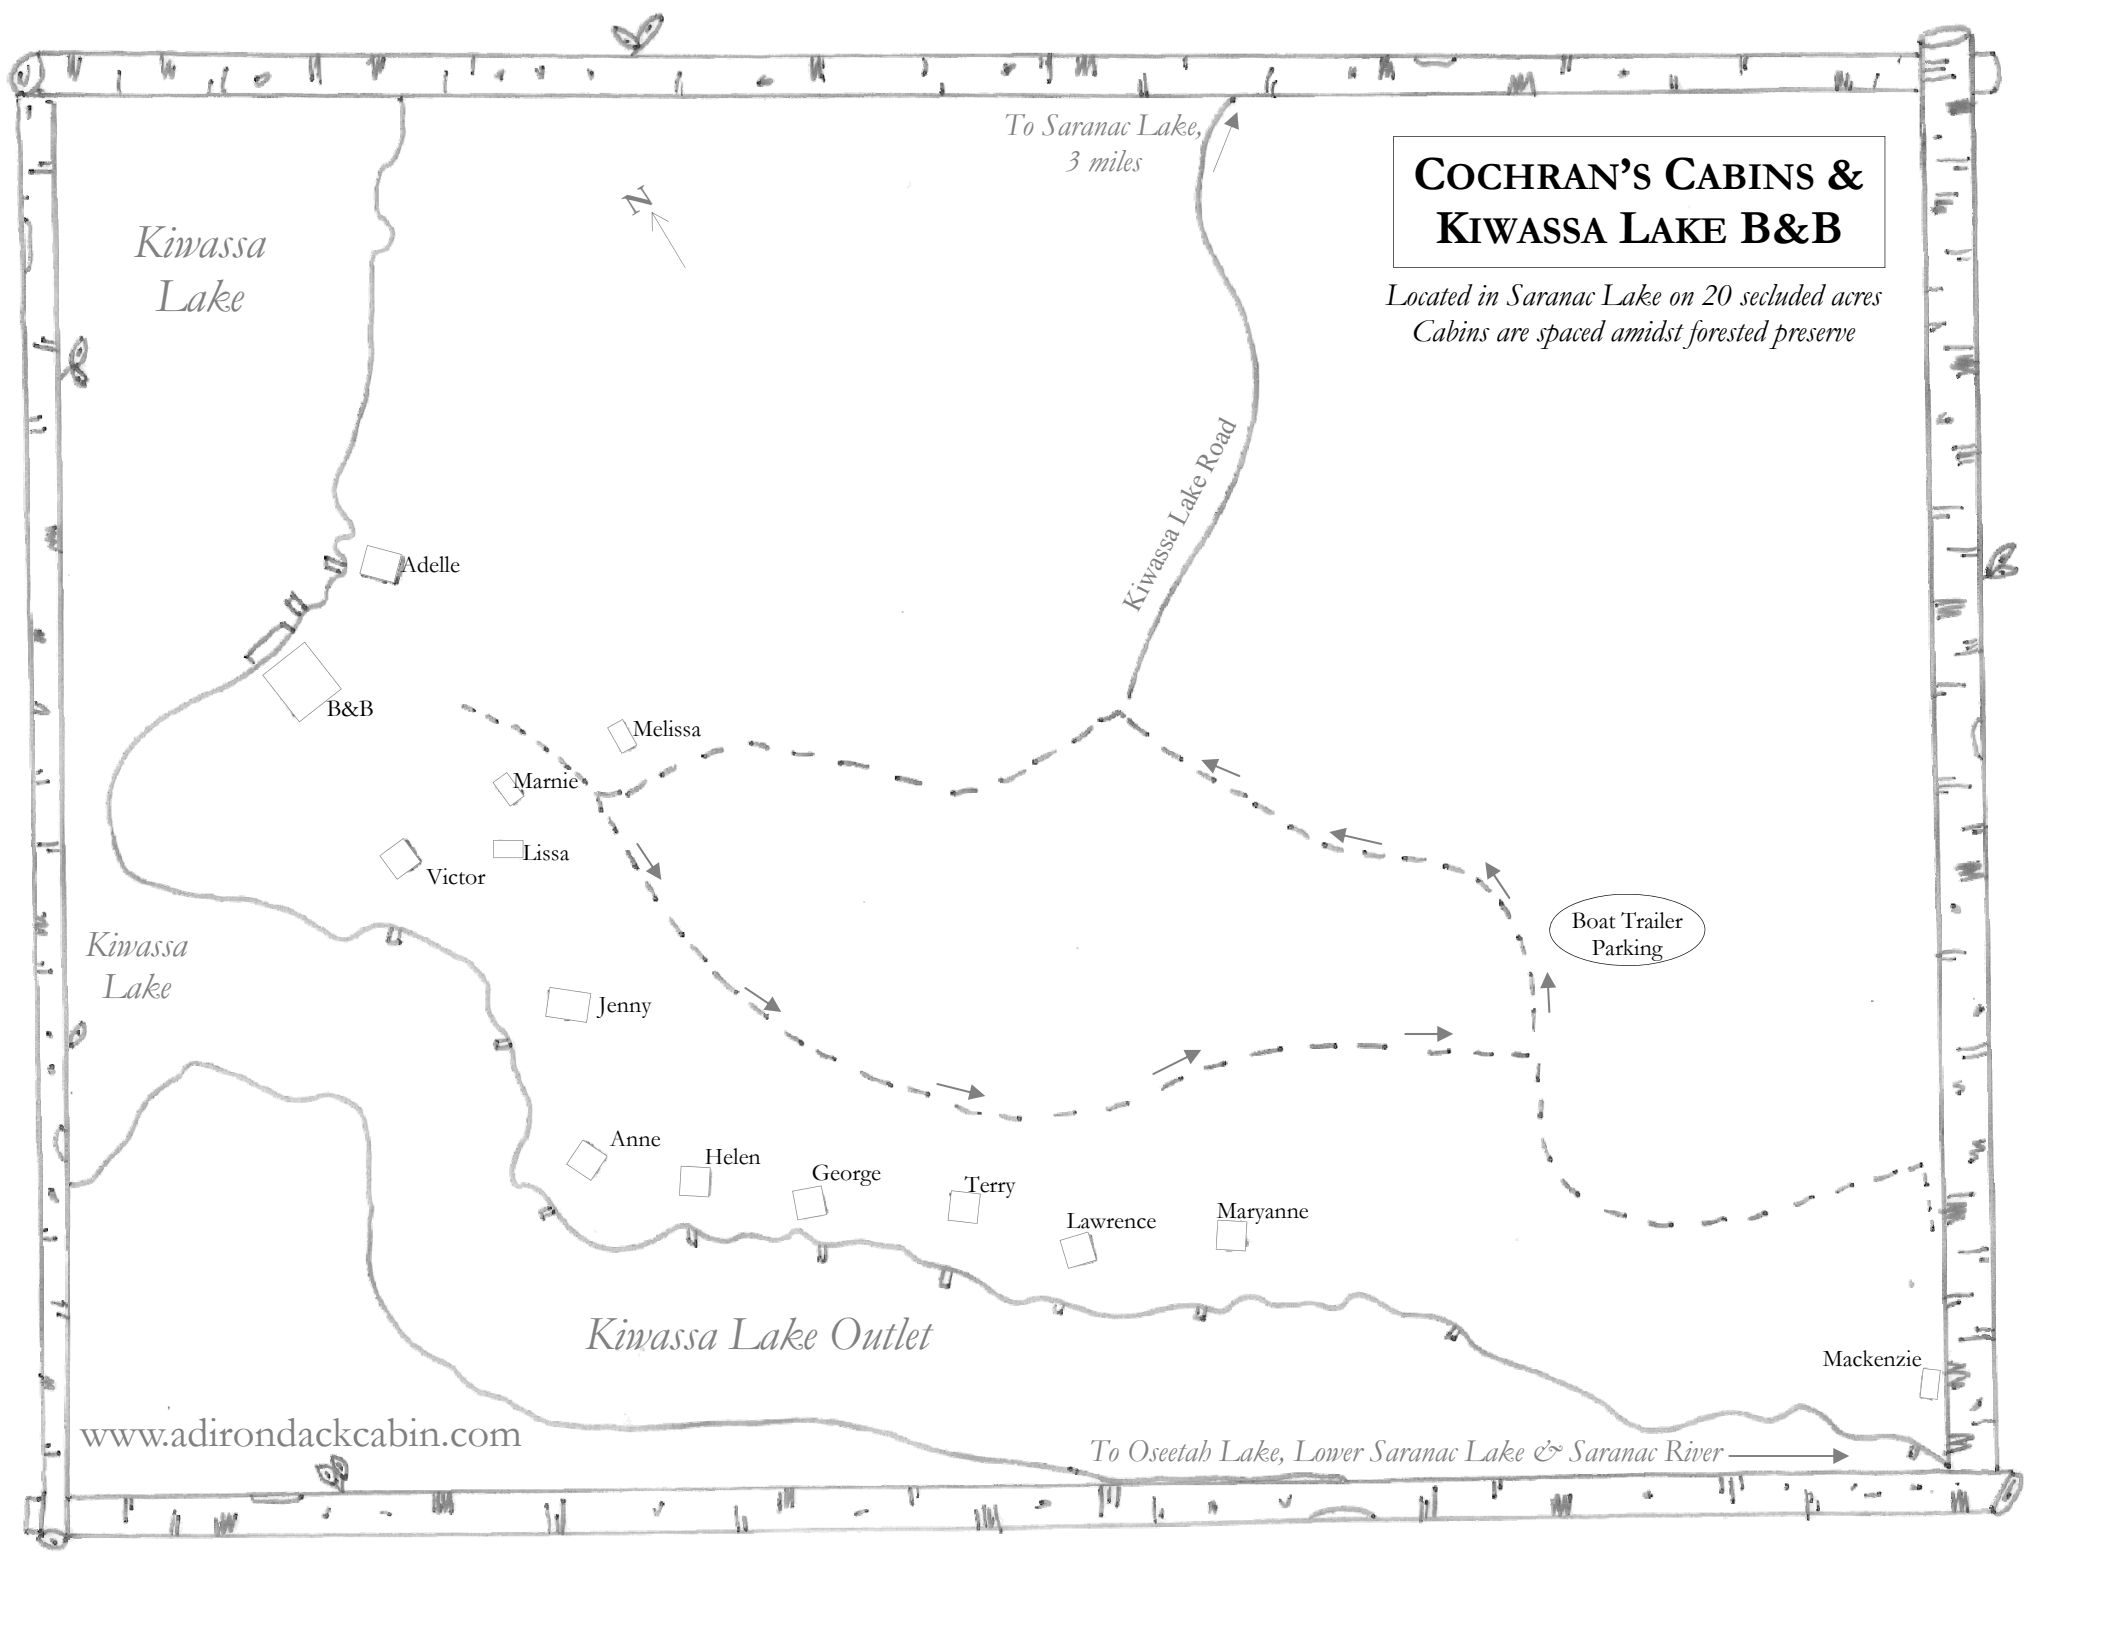 To Saranac Lake,
3 miles
COCHRAN'S CABINS &
KIWASSA LAKE B&B
Located in Saranac Lake on 20 secluded acres
Cabins are spaced amidst forested preserve
N
Kiwassa
Lake
Kiwassa Lake Road
Adelle
B&B
Melissa
Marnie
Lissa
Victor
Boat Trailer
Parking
Kiwassa
Lake
Jenny
Anne
Helen
George
Terry
Lawrence
Maryanne
Kiwassa Lake Outlet
Mackenzie
www.adirondackcabin.com
To Oseetah Lake, Lower Saranac Lake & Saranac River